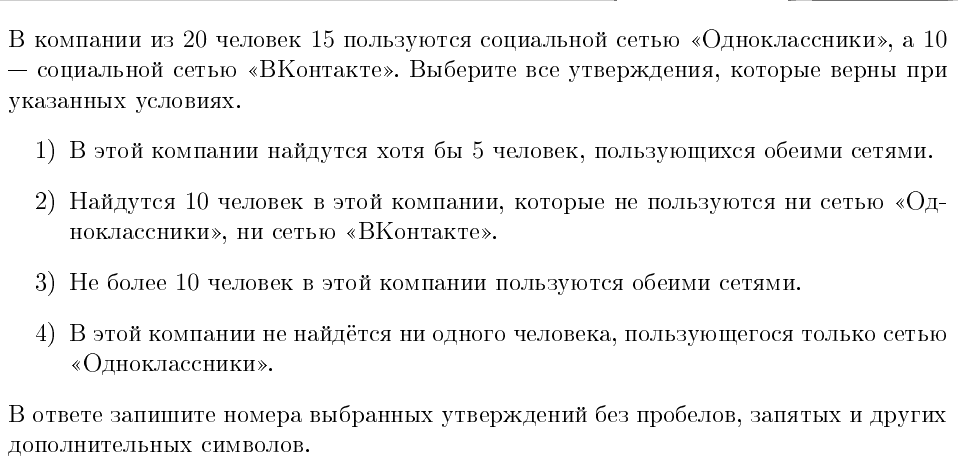 В компании из 20 человек 15 пользуются социальной сетью «Одноклассники», а 10
— социальной сетью «ВКонтакте». Выберите все утверждения, которые верны при
указанных условиях.
1) В этой компании найдутся хотя бы 5 человек, пользующихся обеими сетями.
2) Найдутся 10 человек в этой компании, которые не пользуются ни сетью «Од-
ноклассники», ни сетью «ВКонтакте».
3) Не более 10 человек в этой компании пользуются обеими сетями.
4) В этой компании не найдётся ни одного человека, пользующегося только сетью
«Одноклассники».
В ответе запишите номера выбранных утверждений без пробелов, запятых и других
дополнительных символов.